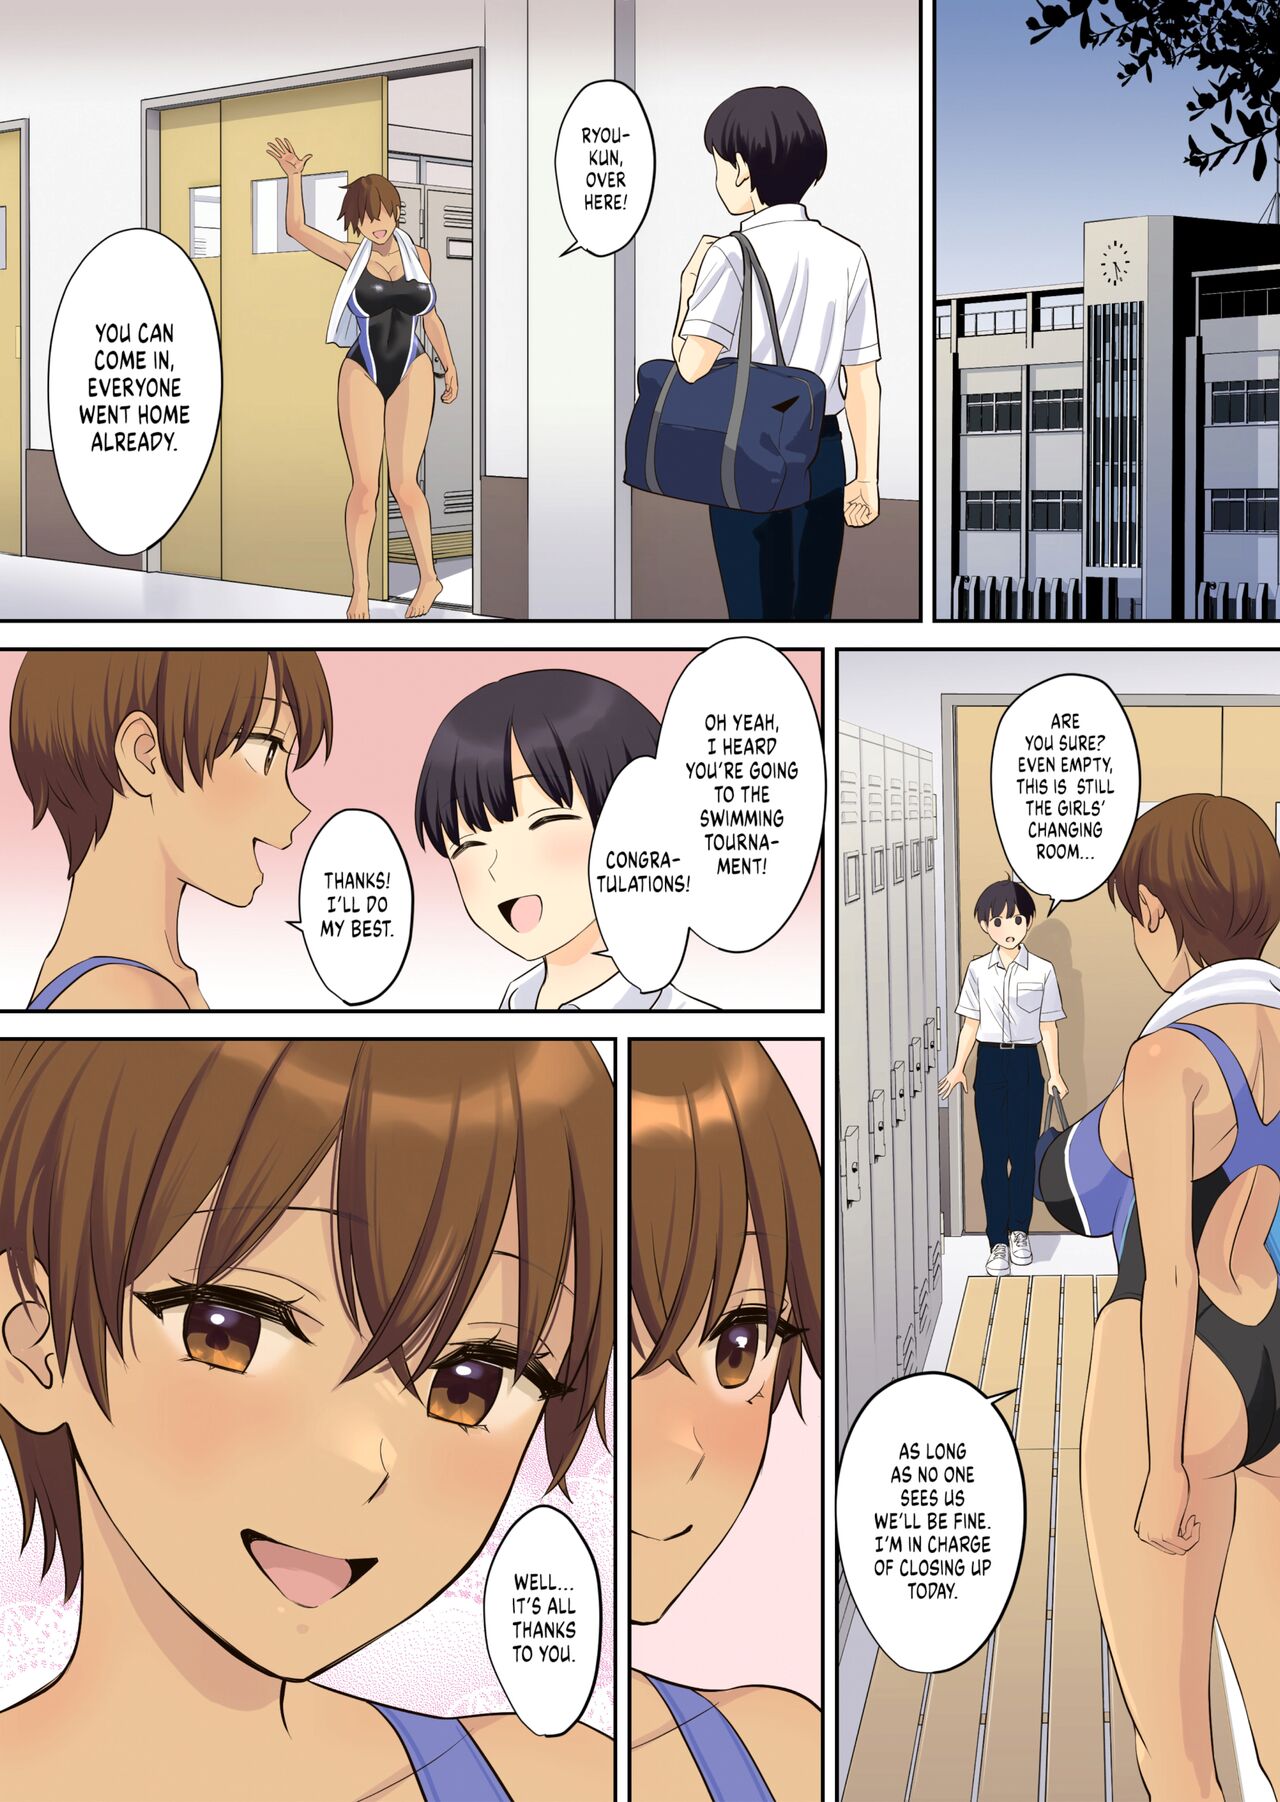 RYOU-
KUN,
OVER
HERE!
YOU CAN
COME IN,
EVERYONE
WENT HOME
ALREADY.
ARE
YOU SURE?
EVEN EMPTY,
THIS IS STILL
THE GIRLS'
CHANGING
ROOM...
AS LONG
AS NO ONE
SEES US
WE'LL BE FINE.
I'M IN CHARGE
OF CLOSING UP
TODAY.
OH YEAH,
I HEARD
YOU'RE GOING
TO THE
SWIMMING
TOURNA-
MENT!
CONGRA-
TULATIONS!
THANKS!
I'LL DO
MY BEST.
WELL...
IT'S ALL
THANKS
TO YOU.